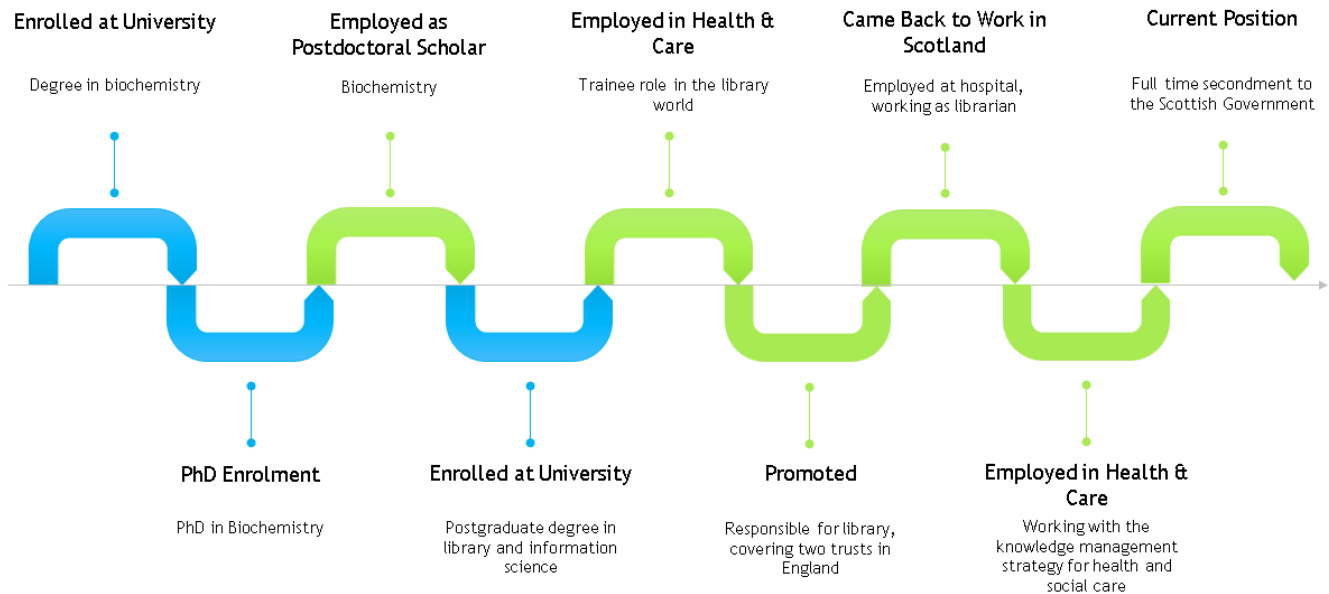 Enrolled at University
Degree in biochemistry
Employed as
Postdoctoral Scholar
Biochemistry
Employed in Health &
Care
Trainee role in the library
world
Came Back to Work in
Scotland
Employed at hospital,
working as librarian
Current Position
Full time secondment to
the Scottish Government
PhD Enrolment
PhD in Biochemistry
Enrolled at University
Postgraduate degree in
library and information
science
Promoted
Responsible for library,
covering two trusts in
England
Employed in Health &
Care
Working with the
knowledge management
strategy for health and
social care